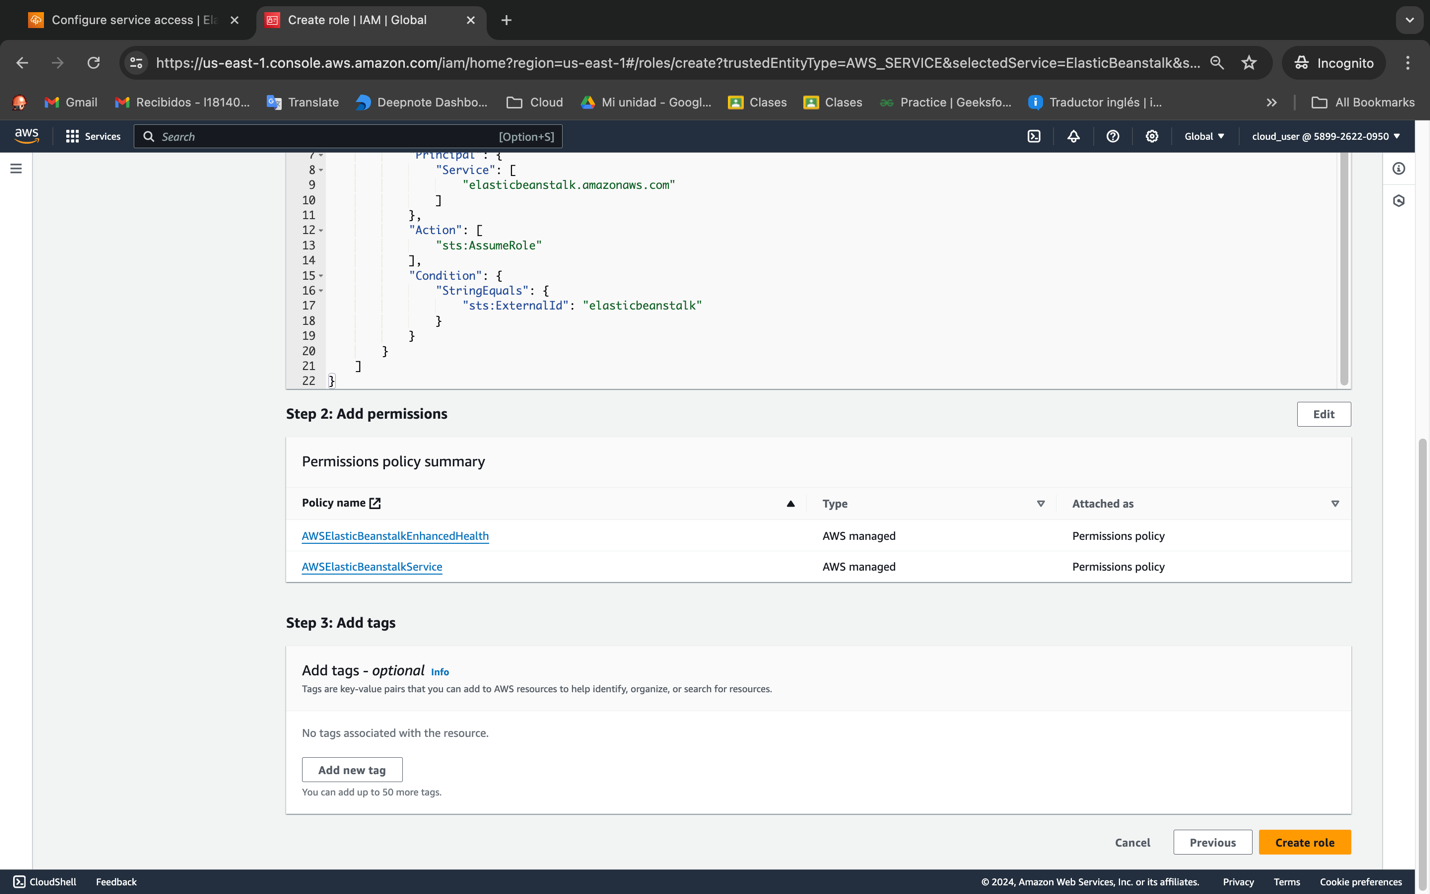 Configure service access | Ela
Create role | IAM | Global
https://us-east-1.console.aws.amazon.com/iam/home?region=us-east-1#/roles/create?trustedEntityType=AWS_SERVICE&selectedService=ElasticBeanstalk&s...
Incognito
Gmail
Recibidos - l18140...
Translate
Deepnote Dashbo...
Cloud
Mi unidad - Googl...
Clases
Clases
Practice | Geeksfo...
Traductor inglés | i...
All Bookmarks
aws
Services
Search
[Option+S]
Global
cloud_user @ 5899-2622-0950
7 "Principal": {
8 "Service": [
9 "elasticbeanstalk.amazonaws.com"
10 ]
11 },
12 "Action": [
13 "sts:AssumeRole"
14 ],
15 "Condition": {
16 "StringEquals": {
17 "sts:ExternalId": "elasticbeanstalk"
18 }
19 }
20 }
21 ]
22 }
Step 2: Add permissions
Edit
Permissions policy summary
Policy name
Type
Attached as
AWSElasticBeanstalkEnhancedHealth
AWS managed
Permissions policy
AWSElasticBeanstalkService
AWS managed
Permissions policy
Step 3: Add tags
Add tags - optional Info
Tags are key-value pairs that you can add to AWS resources to help identify, organize, or search for resources.
No tags associated with the resource.
Add new tag
You can add up to 50 more tags.
Cancel
Previous
Create role
CloudShell
Feedback
© 2024, Amazon Web Services, Inc. or its affiliates.
Privacy
Terms
Cookie preferences